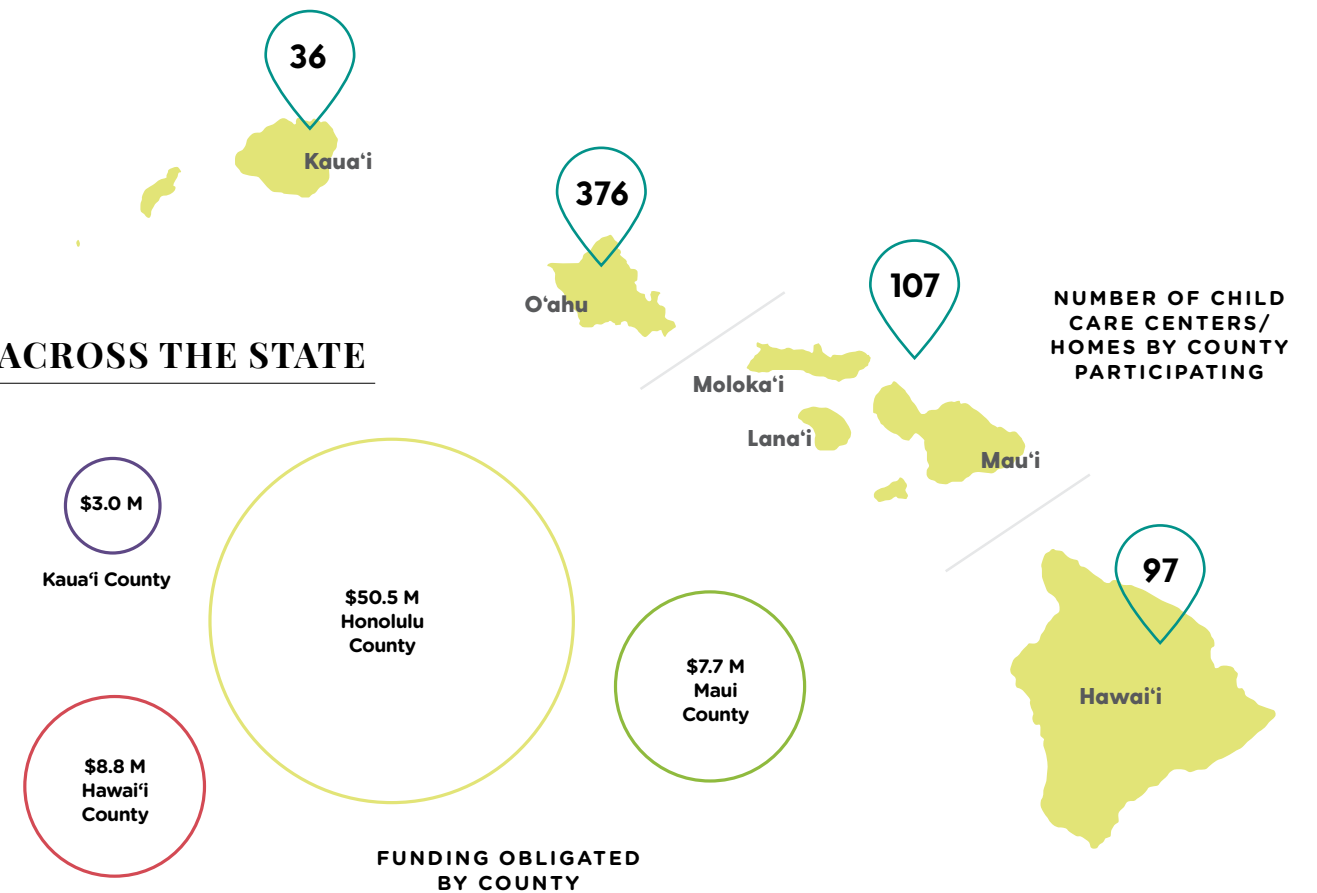 36
Kaua‘i
376
O‘ahu
107
NUMBER OF CHILD
CARE CENTERS/
HOMES BY COUNTY
PARTICIPATING
ACROSS THE STATE
Moloka‘i
Lana‘i
Mau‘i
97
Hawai‘i
$3.0 M
Kaua‘i County
$50.5 M
Honolulu
County
$7.7 M
Maui
County
$8.8 M
Hawai‘i
County
FUNDING OBLIGATED
BY COUNTY